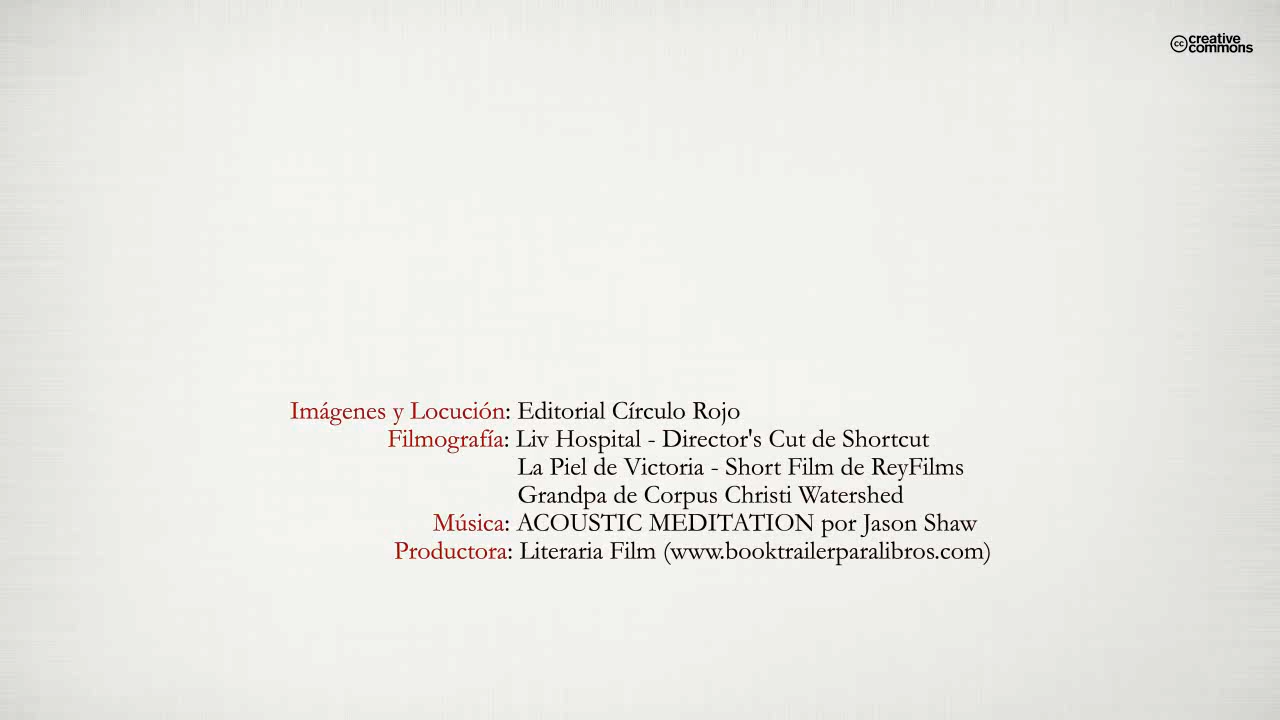 cc creative
commons
Imágenes y Locución: Editorial Círculo Rojo
Filmografía: Liv Hospital - Director's Cut de Shortcut
La Piel de Victoria - Short Film de ReyFilms
Grandpa de Corpus Christi Watershed
Música: ACOUSTIC MEDITATION por Jason Shaw
Productora: Literaria Film (www.booktrailerparalibros.com)